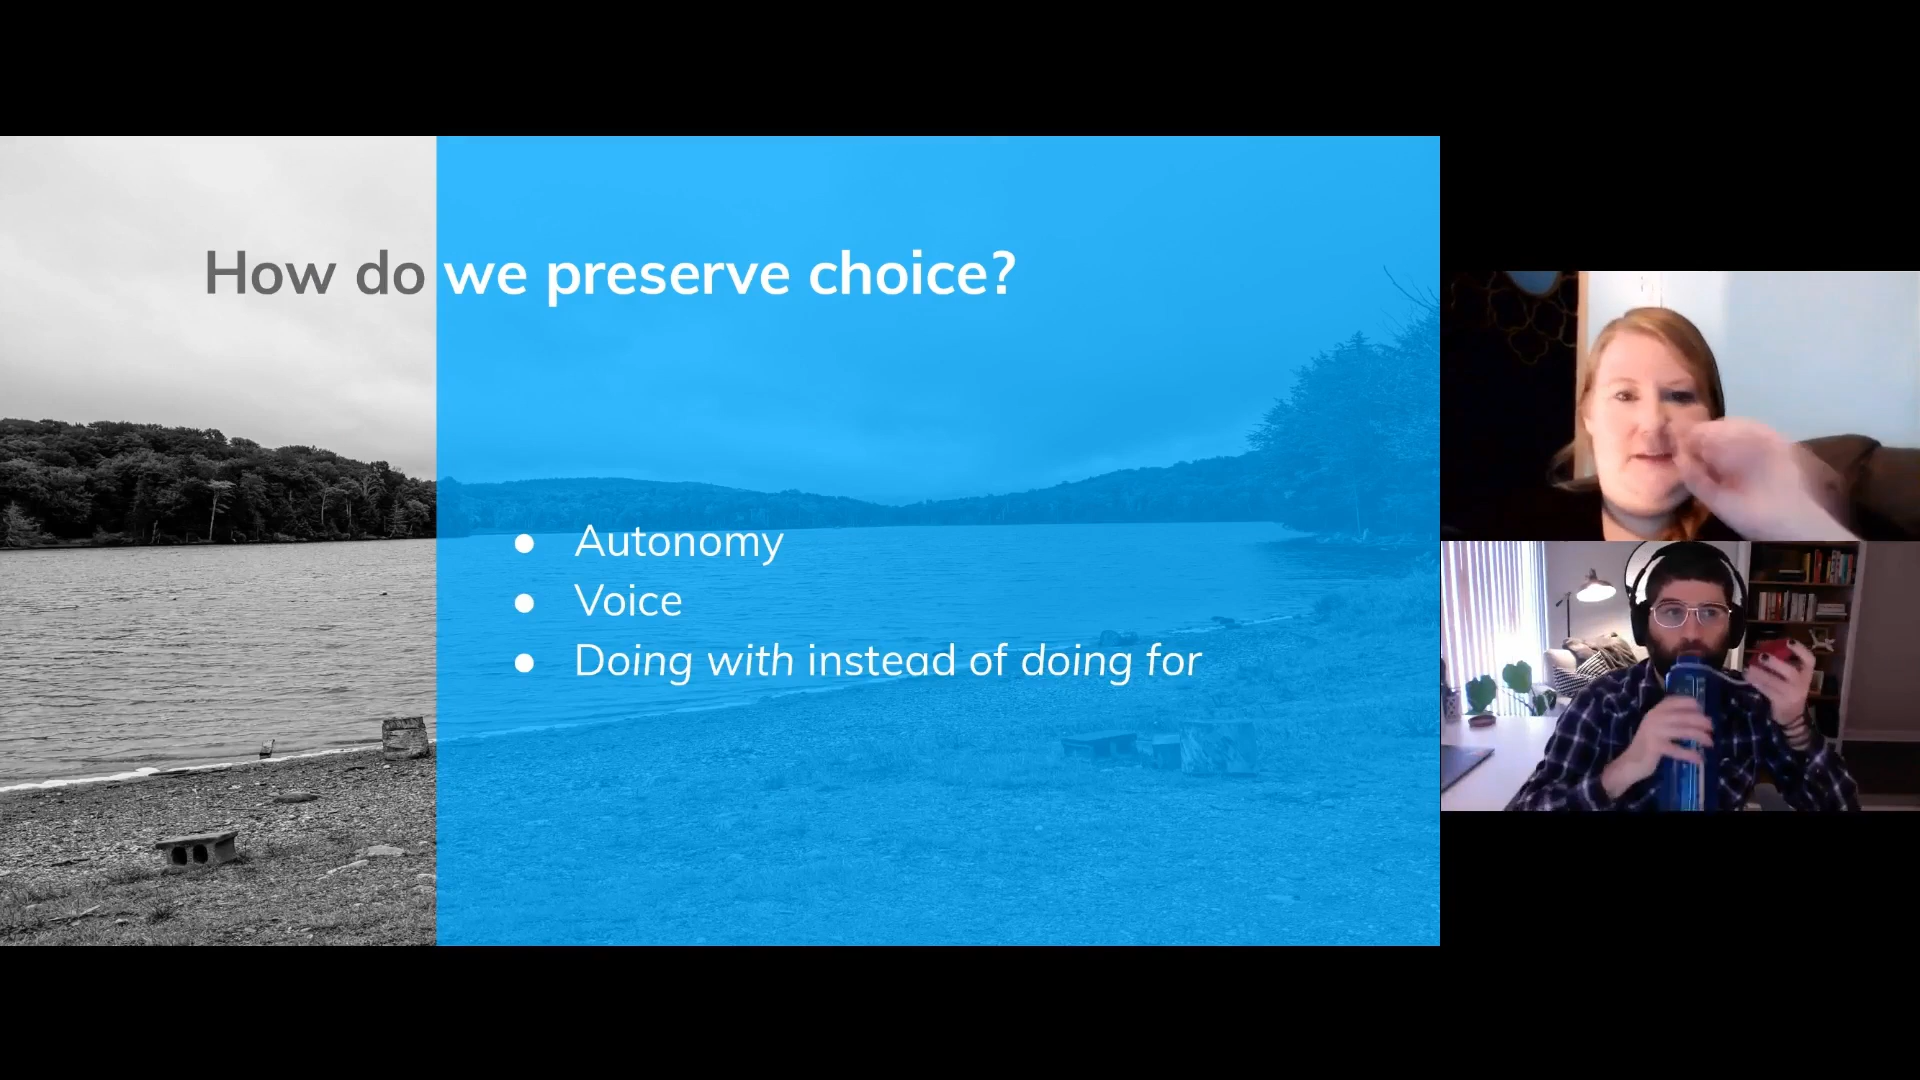 How do we preserve choice?
● Autonomy
● Voice
● Doing with instead of doing for